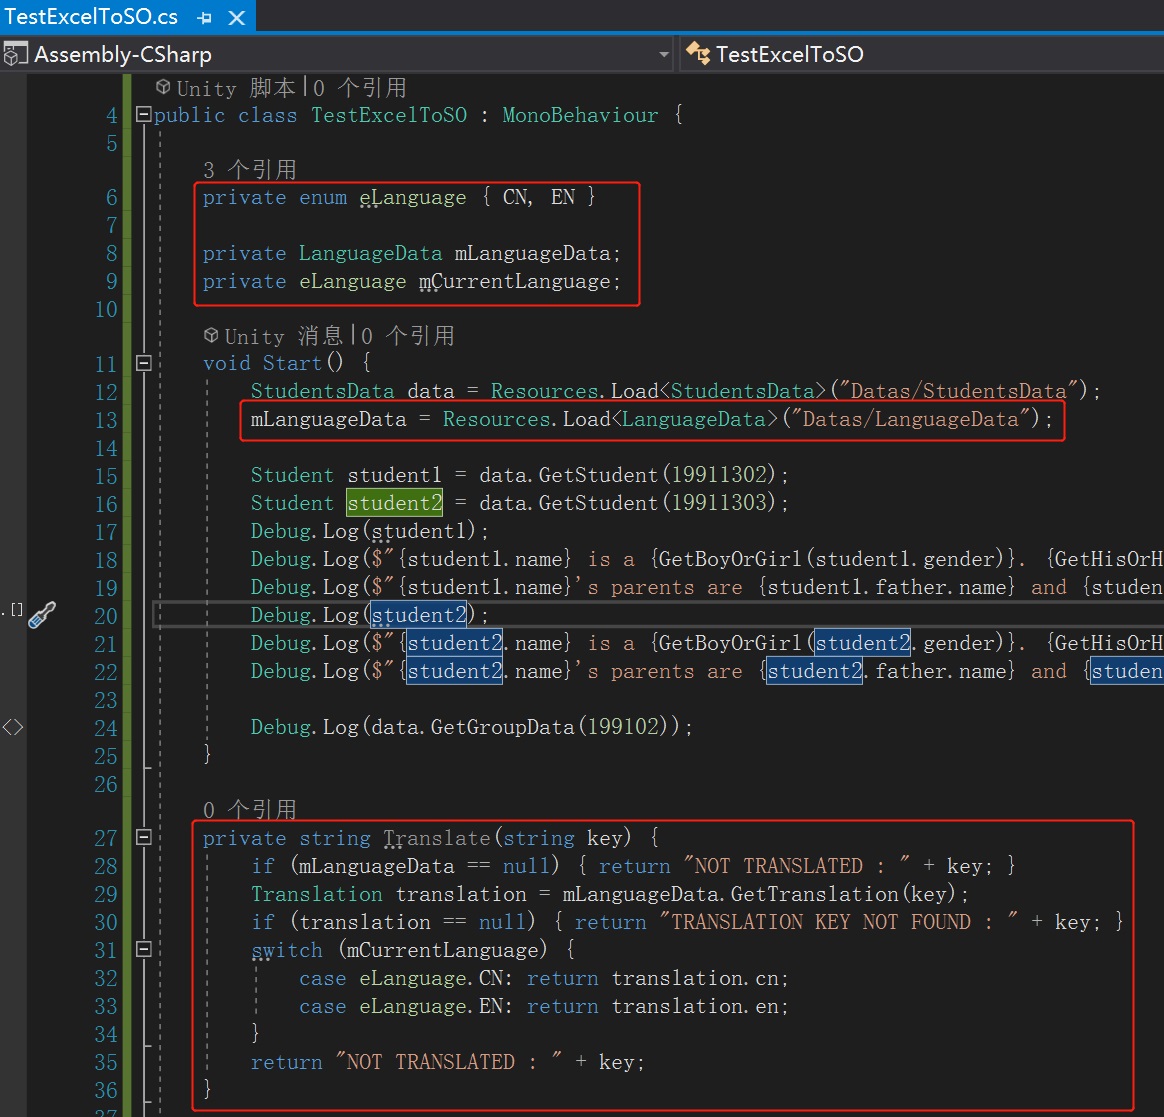 TestExcelToSO.cs
Assembly-CSharp TestExcelToSO
Unity 脚本|0 个引用
4 public class TestExcelToSO : MonoBehaviour {
5
3 个引用
6 private enum eLanguage { CN, EN }
7
8 private LanguageData mLanguageData;
9 private eLanguage mCurrentLanguage;
10
Unity 消息|0 个引用
11 void Start() {
12 StudentsData data = Resources.Load<StudentsData>("Datas/StudentsData");
13 mLanguageData = Resources.Load<LanguageData>("Datas/LanguageData");
14
15 Student student1 = data.GetStudent(19911302);
16 Student student2 = data.GetStudent(19911303);
17 Debug.Log(student1);
18 Debug.Log($"{student1.name} is a {GetBoyOrGirl(student1.gender)}. {GetHisOrH
19 Debug.Log($"{student1.name}'s parents are {student1.father.name} and {studen
20 Debug.Log(student2);
21 Debug.Log($"{student2.name} is a {GetBoyOrGirl(student2.gender)}. {GetHisOrH
22 Debug.Log($"{student2.name}'s parents are {student2.father.name} and {studen
23
24 Debug.Log(data.GetGroupData(199102));
25 }
26
0 个引用
27 private string Translate(string key) {
28 if (mLanguageData == null) { return "NOT TRANSLATED : " + key; }
29 Translation translation = mLanguageData.GetTranslation(key);
30 if (translation == null) { return "TRANSLATION KEY NOT FOUND : " + key; }
31 switch (mCurrentLanguage) {
32 case eLanguage.CN: return translation.cn;
33 case eLanguage.EN: return translation.en;
34 }
35 return "NOT TRANSLATED : " + key;
36 }
37